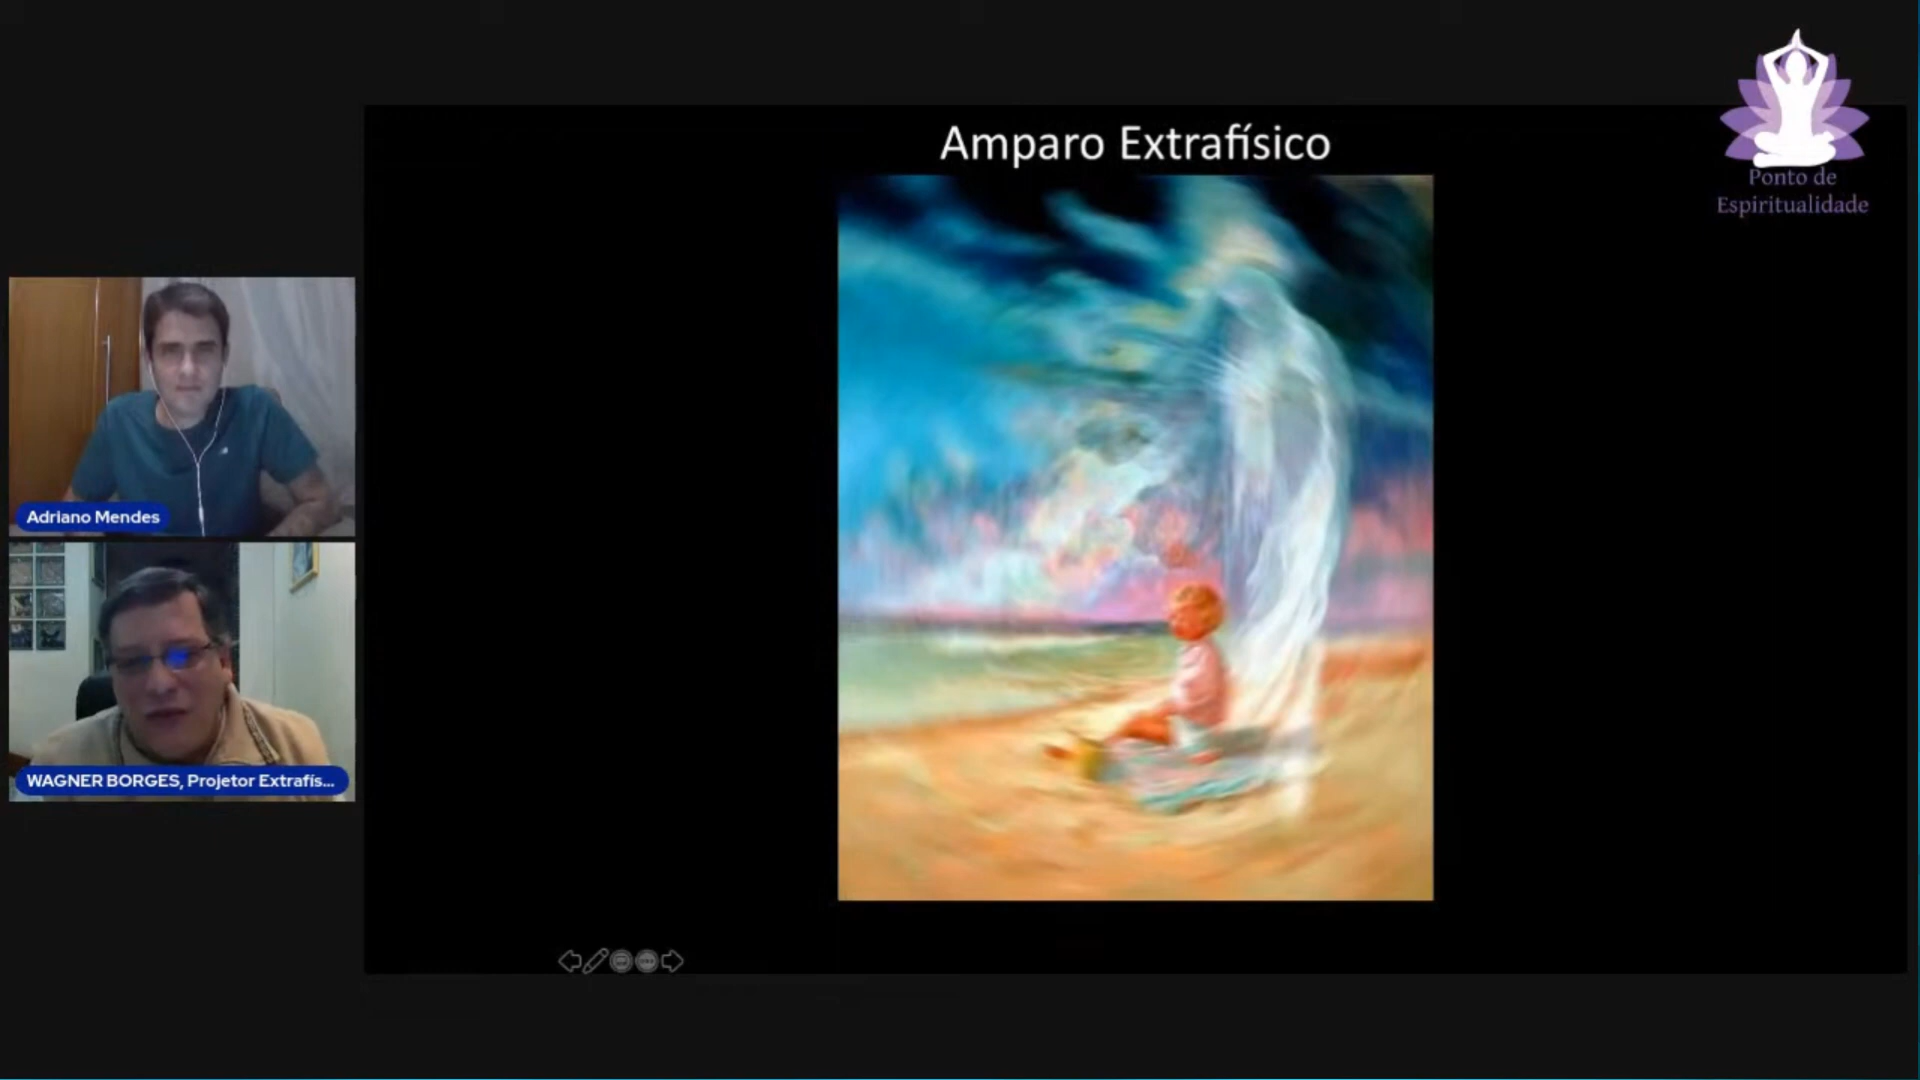 Amparo Extrafísico
Ponto de
Espiritualidade
Adriano Mendes
WAGNER BORGES, Projetor Extrafís...